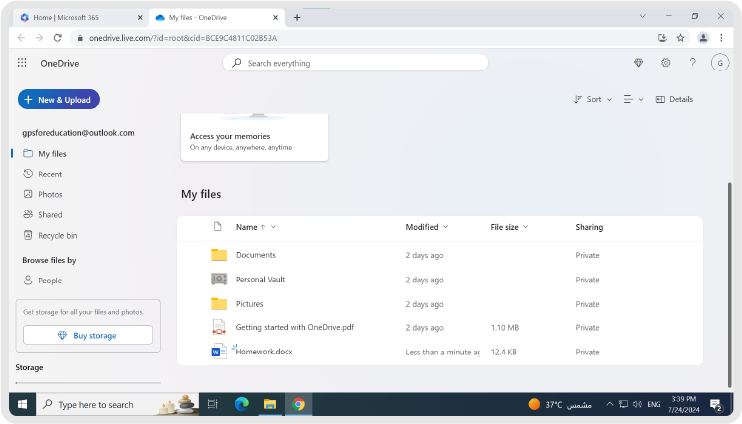 Home | Microsoft 365
My files - OneDrive
onedrive.live.com/?id=root&cid=BCE9C4811C02B53A
OneDrive
Search everything
G
New & Upload
Sort
Details
gpsforeducation@outlook.com
My files
Recent
Photos
Shared
Recycle bin
Browse files by
People
Get storage for all your files and photos.
Buy storage
Storage
Access your memories
On any device, anywhere, anytime
My files
Name Modified File size Sharing
Documents 2 days ago Private
Personal Vault 2 days ago Private
Pictures 2 days ago Private
Getting started with OneDrive.pdf 2 days ago 1.10 MB Private
Homework.docx Less than a minute ag 12.4 KB Private
Type here to search
37°C مشمس
ENG
3:39 PM
7/24/2024
2